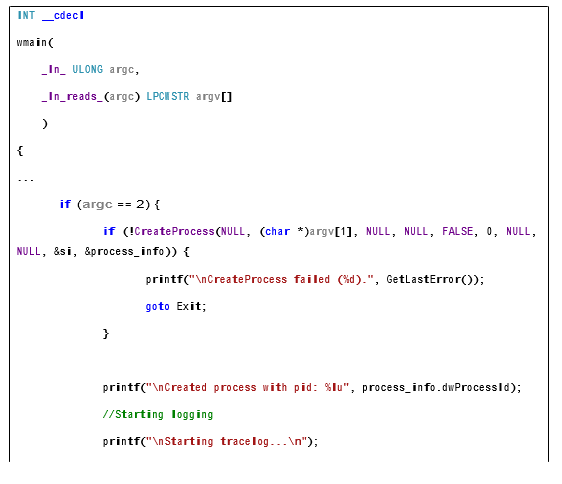 INT __cdecl
wmain(
_In_ ULONG argc,
_In_reads_(argc) LPCWSTR argv[]
)
{
...
if (argc == 2) {
if (!CreateProcess(NULL, (char *)argv[1], NULL, NULL, FALSE, 0, NULL,
NULL, &si, &process_info)) {
printf("\nCreateProcess failed (%d).", GetLastError());
goto Exit;
}
printf("\nCreated process with pid: %lu", process_info.dwProcessId);
//Starting logging
printf("\nStarting tracelog...\n");